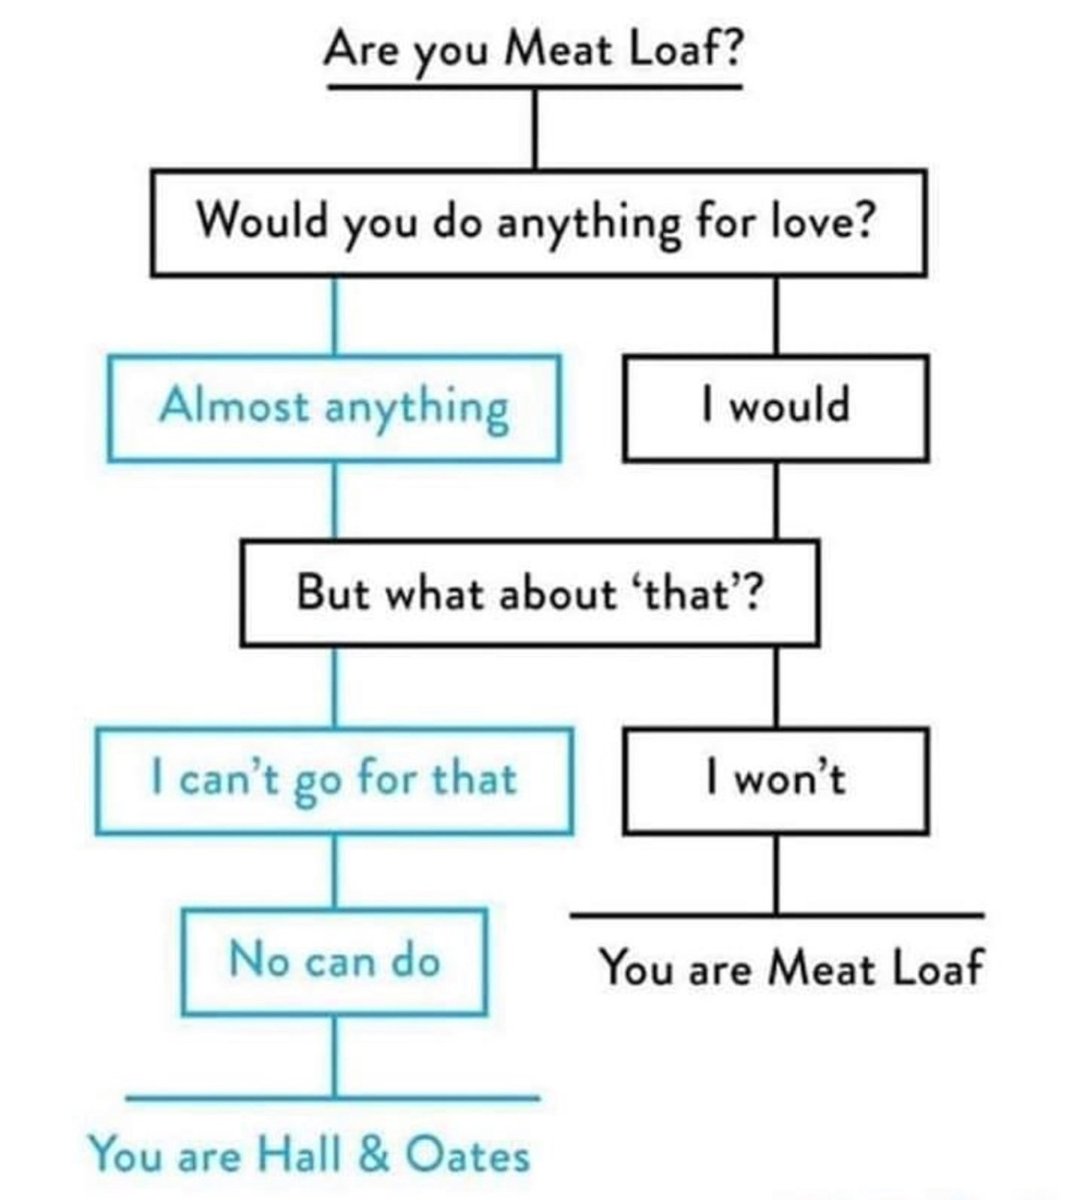 Are you Meat Loaf?
Would you do anything for love?
Almost anything
I would
But what about ‘that’?
I can’t go for that
I won’t
No can do
You are Meat Loaf
You are Hall & Oates